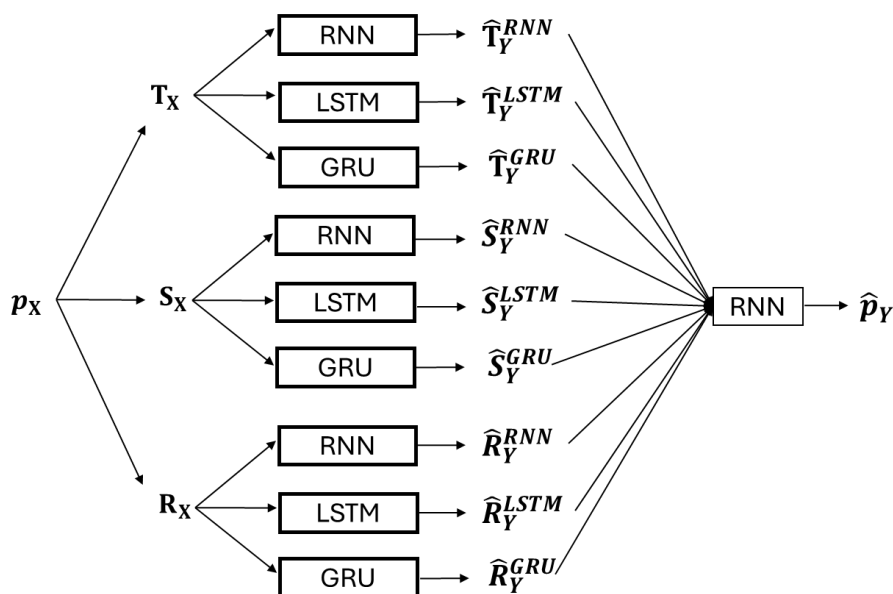 RNN
T̂_Y^{RNN}
T_X
LSTM
T̂_Y^{LSTM}
GRU
T̂_Y^{GRU}
RNN
Ŝ_Y^{RNN}
p_X
S_X
LSTM
Ŝ_Y^{LSTM}
RNN
p̂_Y
GRU
Ŝ_Y^{GRU}
RNN
R̂_Y^{RNN}
R_X
LSTM
R̂_Y^{LSTM}
GRU
R̂_Y^{GRU}